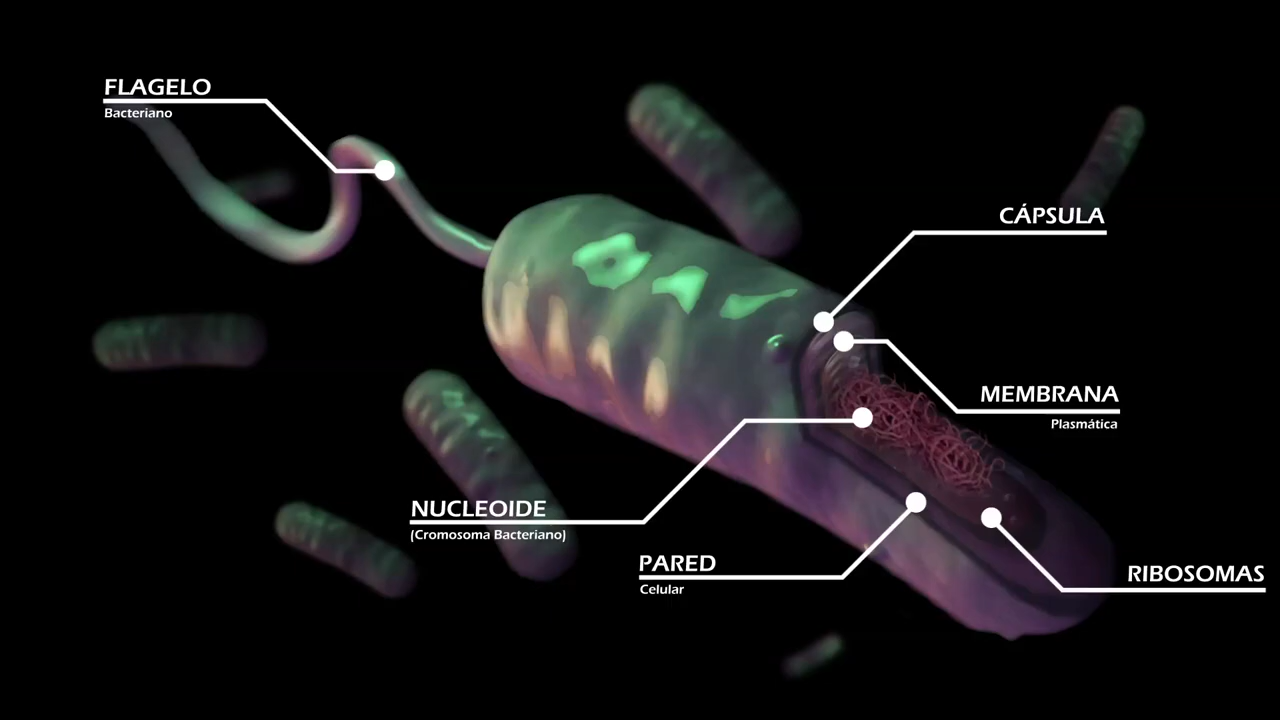 FLAGELO
Bacteriano
CÁPSULA
MEMBRANA
Plasmática
NUCLEOIDE
(Cromosoma Bacteriano)
PARED
Celular
RIBOSOMAS